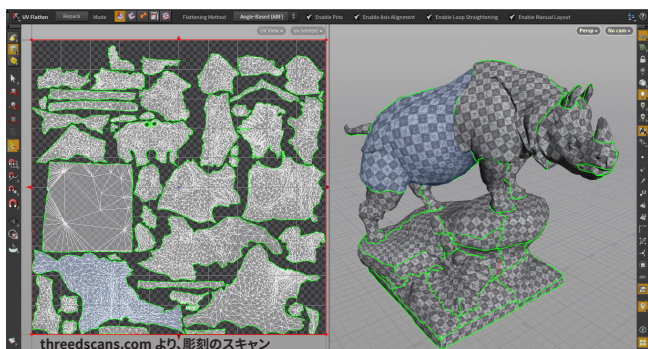 UV Flatten Repack Mode Flattening Method Angle-Based (ABF) Enable Pins Enable Axis Alignment Enable Loop Straightening Enable Manual Layout
UV View uv (vertex) Persp No cam
threedscans.com より、彫刻のスキャン